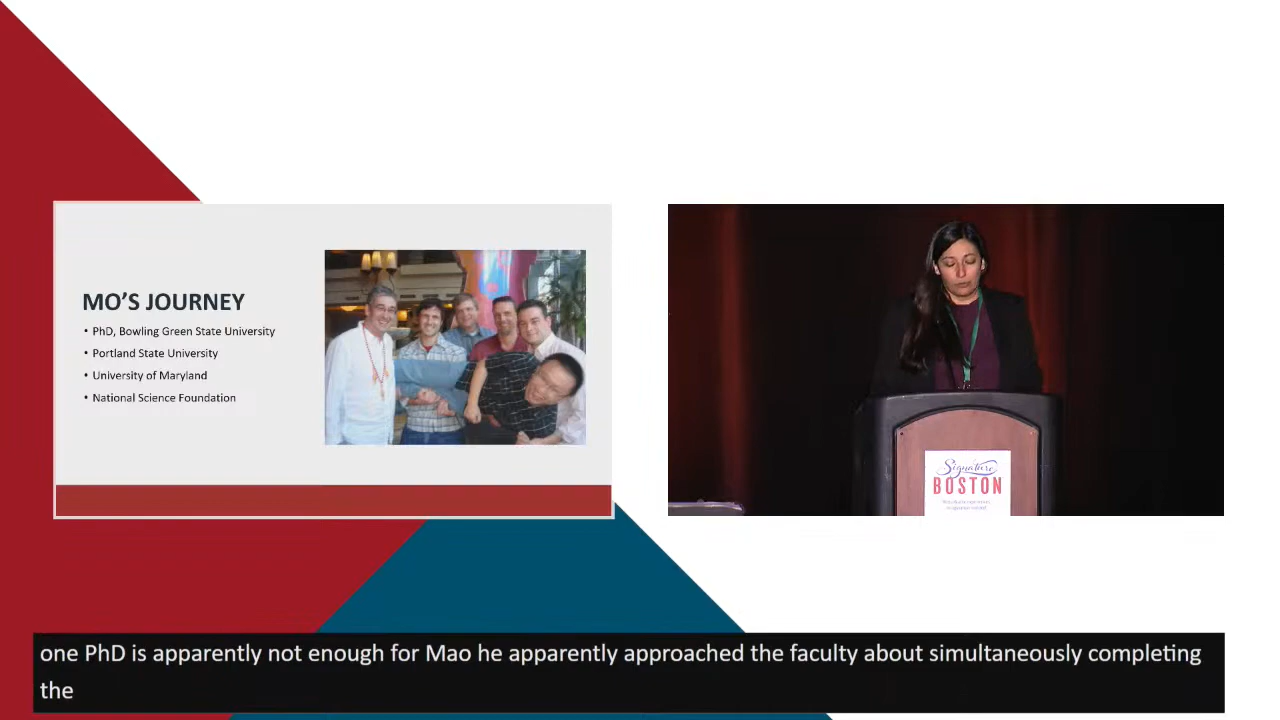 MO’S JOURNEY
• PhD, Bowling Green State University
• Portland State University
• University of Maryland
• National Science Foundation
Signature
BOSTON
one PhD is apparently not enough for Mao he apparently approached the faculty about simultaneously completing
the